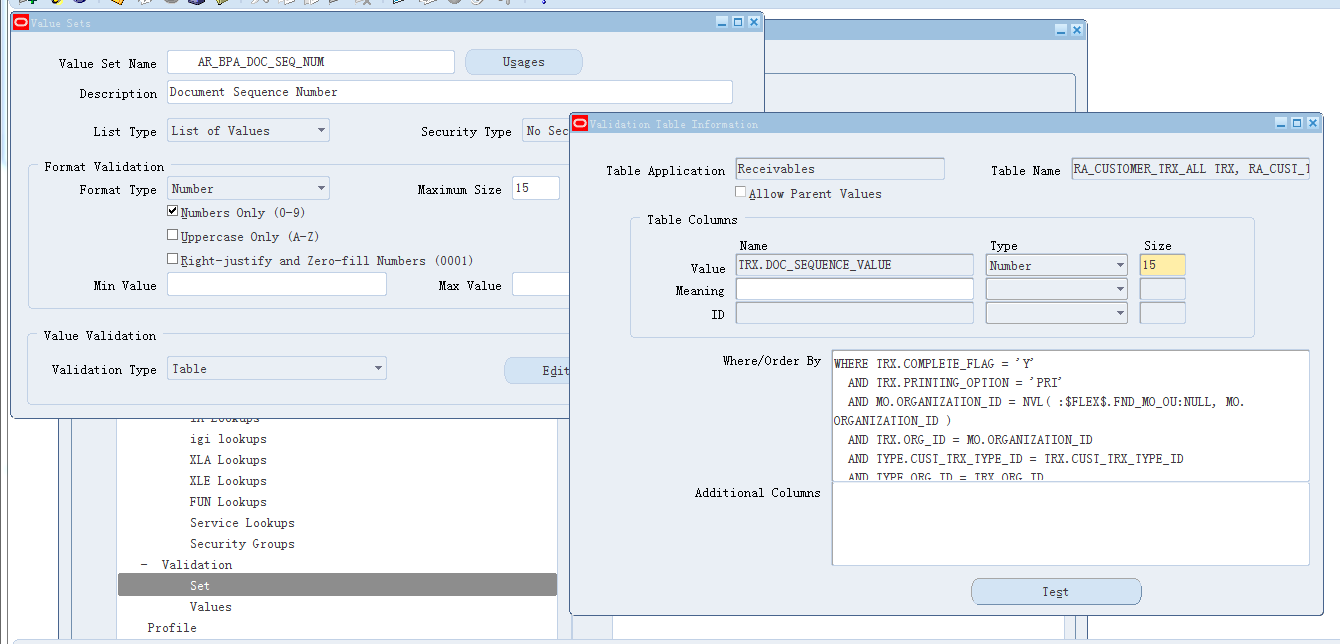 Value Sets
Value Set Name AR_BPA_DOC_SEQ_NUM Usages
Description Document Sequence Number
List Type List of Values Security Type No Sec
Format Validation
Format Type Number Maximum Size 15
Numbers Only (0-9)
Uppercase Only (A-Z)
Right-justify and Zero-fill Numbers (0001)
Min Value Max Value
Value Validation
Validation Type Table Edit
igi lookups
XLA Lookups
XLE Lookups
FUN Lookups
Service Lookups
Security Groups
- Validation
Set
Values
Profile
Validation Table Information
Table Application Receivables Table Name RA_CUSTOMER_TRX_ALL TRX, RA_CUST_T
Allow Parent Values
Table Columns
Name Type Size
Value TRX.DOC_SEQUENCE_VALUE Number 15
Meaning
ID
Where/Order By WHERE TRX.COMPLETE_FLAG = 'Y'
AND TRX.PRINTING_OPTION = 'PRI'
AND MO.ORGANIZATION_ID = NVL( :$FLEX$.FND_MO_OU:NULL, MO.
ORGANIZATION_ID )
AND TRX.ORG_ID = MO.ORGANIZATION_ID
AND TYPE.CUST_TRX_TYPE_ID = TRX.CUST_TRX_TYPE_ID
AND TYPE.ORG_ID = TRX.ORG_ID
Additional Columns
Test